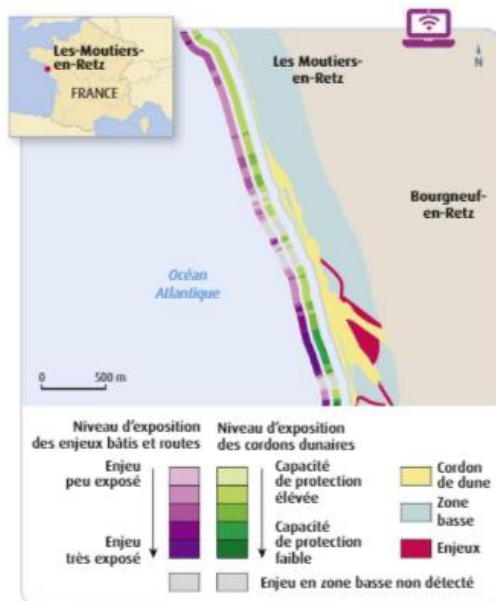 Les-Moutiers-
en-Retz
FRANCE
Les Moutiers
en-Retz
N
Bourgneuf-
en-Retz
Océan
Atlantique
0 500 m
Niveau d'exposition
des enjeux bâtis et routes
Enjeu
peu exposé
Enjeu
très exposé
Niveau d'exposition
des cordons dunaires
Capacité
de protection
élévée
Capacité
de protection
faible
Enjeu en zone basse non détecté
Cordon
de dune
Zone
basse
Enjeux